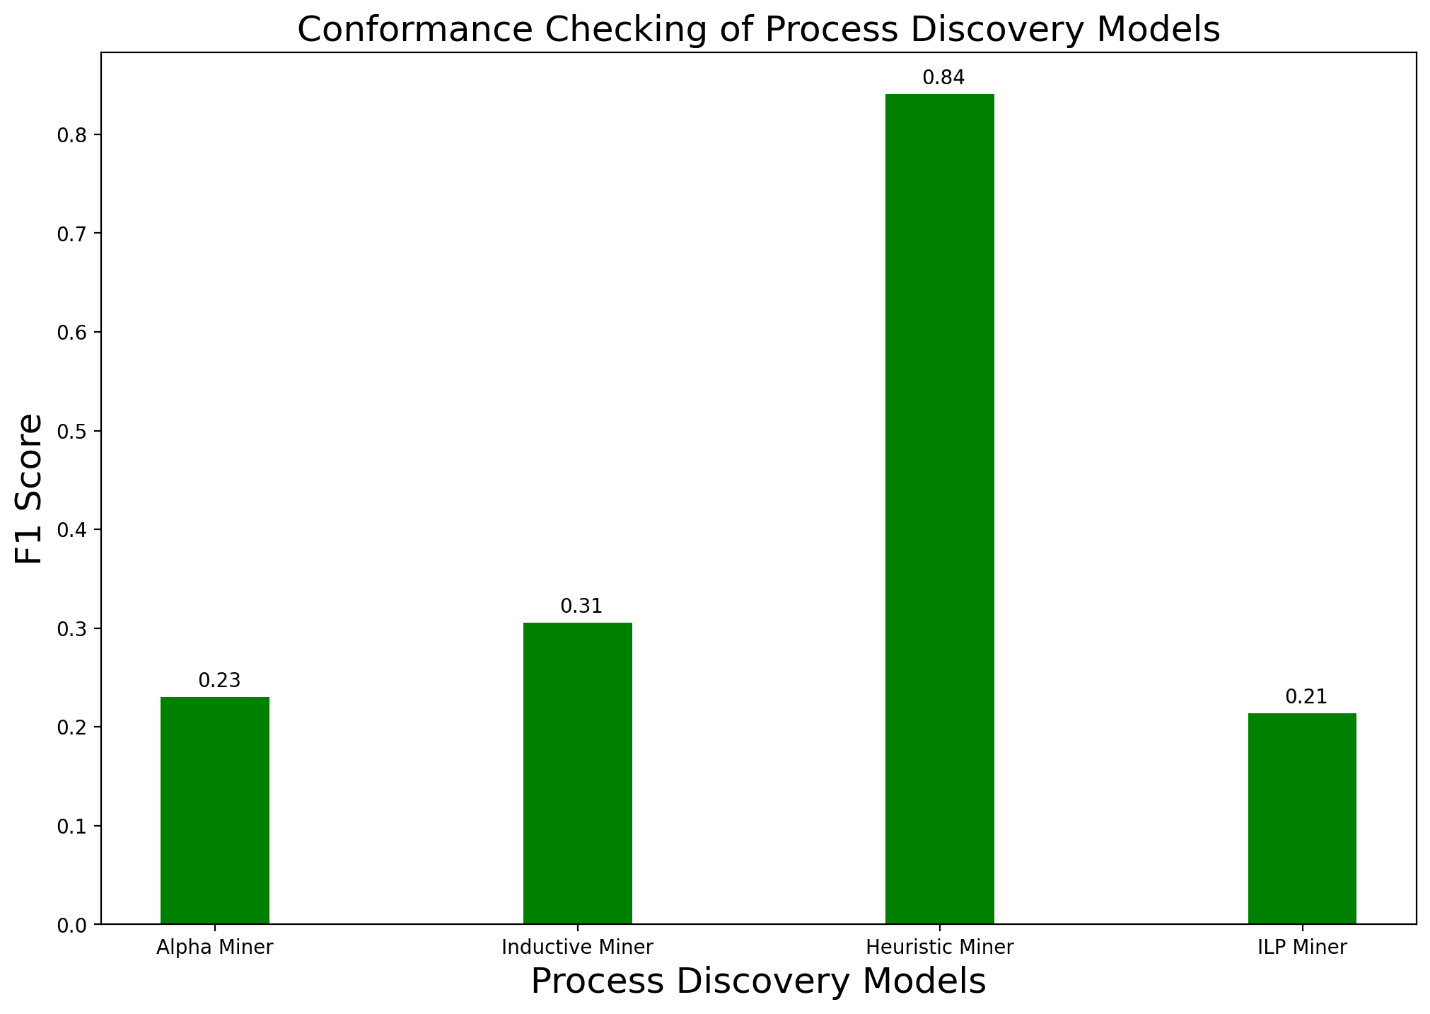 Conformance Checking of Process Discovery Models
0.84
0.8
0.7
0.6
0.5
0.4
0.31
0.3
0.23
0.21
0.2
0.1
0.0
F1 Score
Alpha Miner
Inductive Miner
Heuristic Miner
ILP Miner
Process Discovery Models